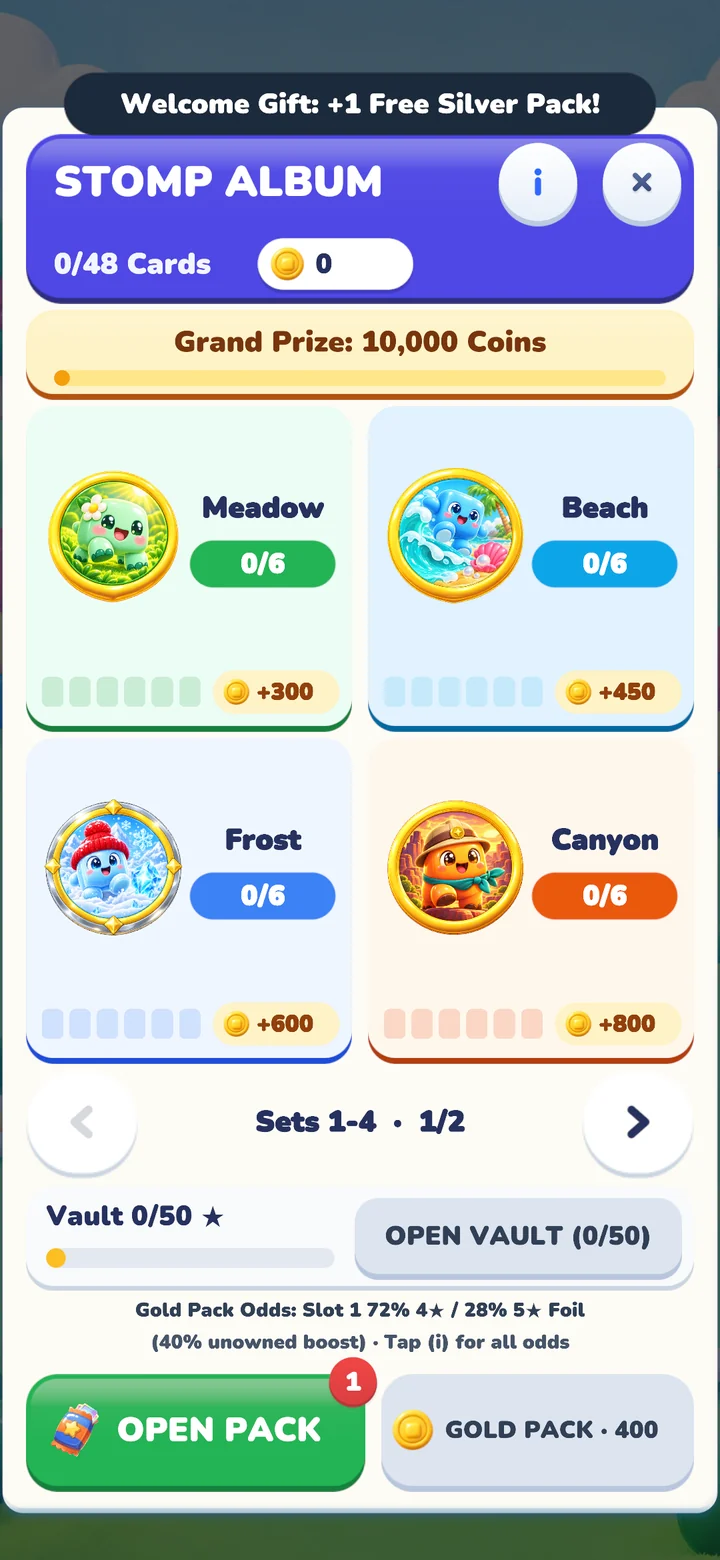 Welcome Gift: +1 Free Silver Pack!
STOMP ALBUM
i ×
0/48 Cards
0
Grand Prize: 10,000 Coins
Meadow
0/6
+300
Beach
0/6
+450
Frost
0/6
+600
Canyon
0/6
+800
Sets 1-4 · 1/2
Vault 0/50 ★
OPEN VAULT (0/50)
Gold Pack Odds: Slot 1 72% 4★ / 28% 5★ Foil
(40% unowned boost) · Tap (i) for all odds
1
OPEN PACK
GOLD PACK · 400